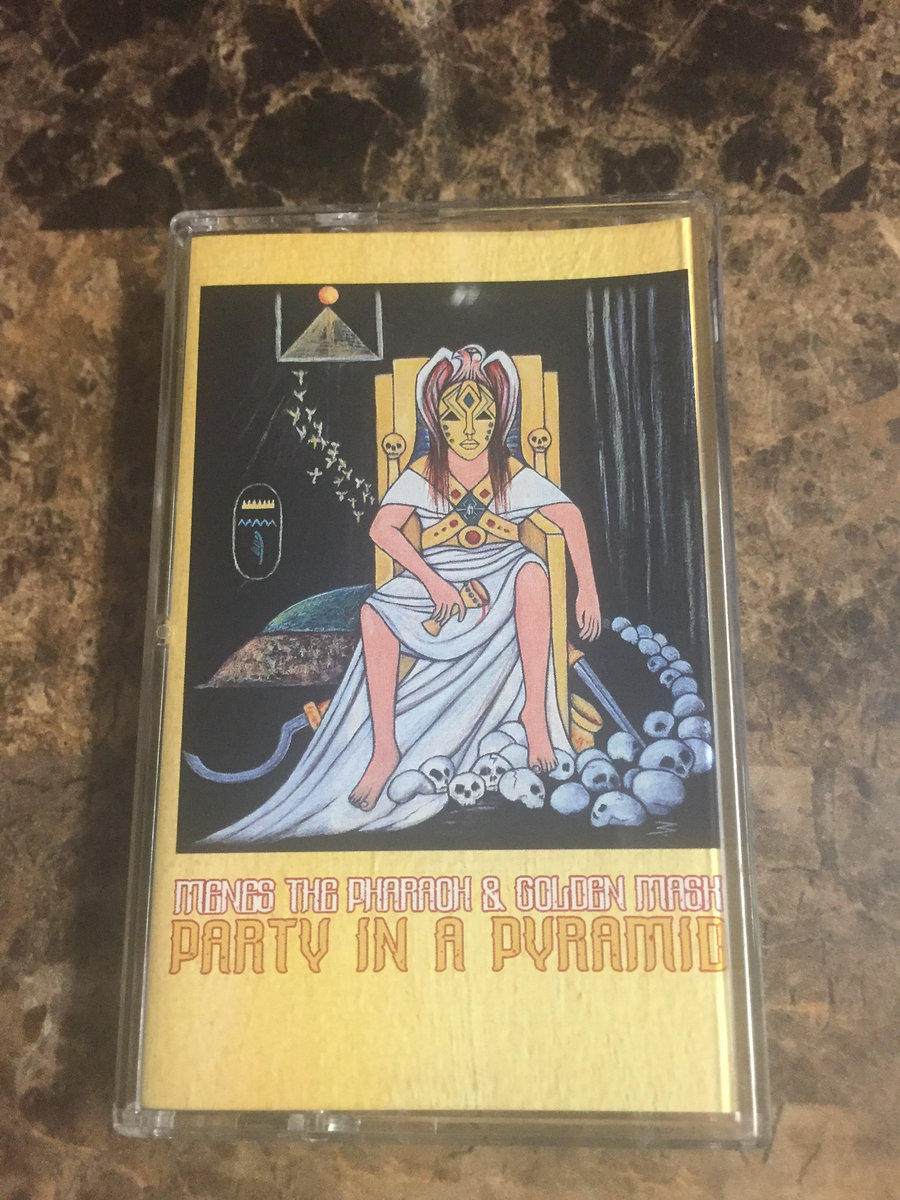 MENES THE PHARAOH & GOLDEN MASK
PARTY IN A PYRAMID